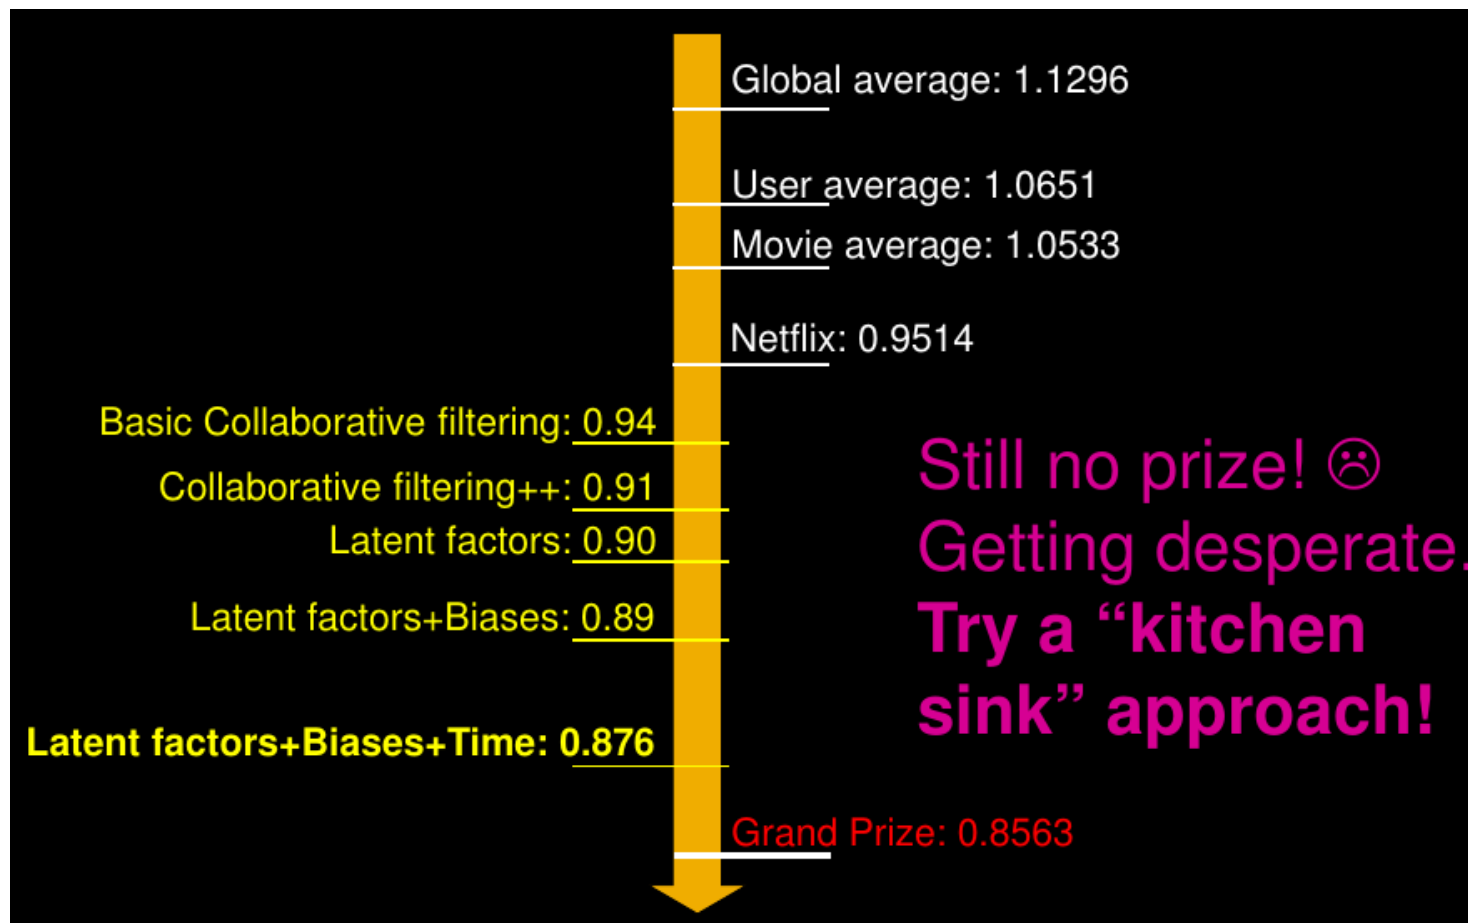 Global average: 1.1296
User average: 1.0651
Movie average: 1.0533
Netflix: 0.9514
Basic Collaborative filtering: 0.94
Collaborative filtering++: 0.91
Latent factors: 0.90
Latent factors+Biases: 0.89
Latent factors+Biases+Time: 0.876
Grand Prize: 0.8563
Still no prize! ☹
Getting desperate.
Try a “kitchen
sink” approach!